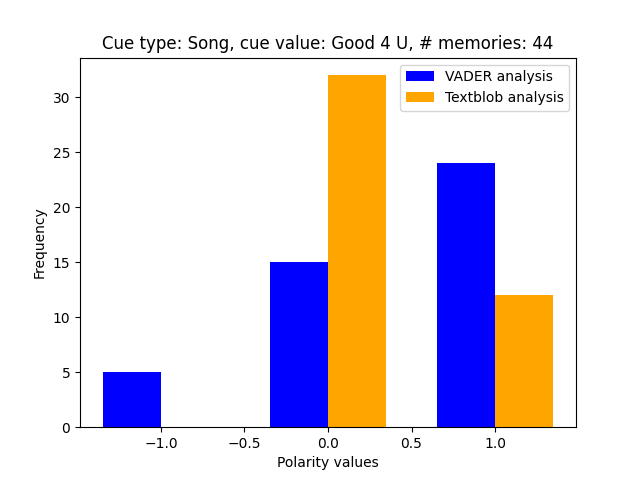 Cue type: Song, cue value: Good 4 U, # memories: 44
VADER analysis
Textblob analysis
Frequency
30
25
20
15
10
5
0
−1.0
−0.5
0.0
0.5
1.0
Polarity values